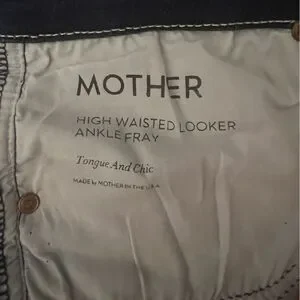 MOTHER
HIGH WAISTED LOOKER
ANKLE FRAY
Tongue And Chic
MADE by MOTHER IN THE U.S.A